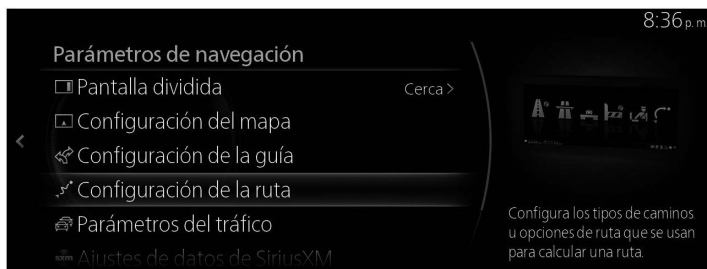 8:36 p. m
Parámetros de navegación
Pantalla dividida
Cerca >
Configuración del mapa
Configuración de la guía
Configuración de la ruta
Parámetros del tráfico
sxm Ajustes de datos de SiriusXM
Configura los tipos de caminos
u opciones de ruta que se usan
para calcular una ruta.